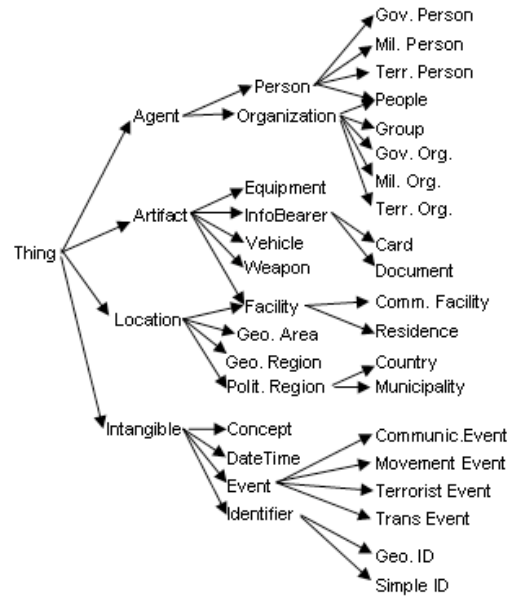 Gov. Person
Mil. Person
Terr. Person
Person
People
Agent
Organization
Group
Gov. Org.
Mil. Org.
Equipment
Terr. Org.
Artifact
InfoBearer
Vehicle
Card
Thing
Weapon
Document
Facility
Comm. Facility
Location
Geo. Area
Residence
Geo. Region
Country
Polit. Region
Municipality
Intangible
Concept
Communic.Event
DateTime
Movement Event
Event
Terrorist Event
Identifier
Trans Event
Geo. ID
Simple ID